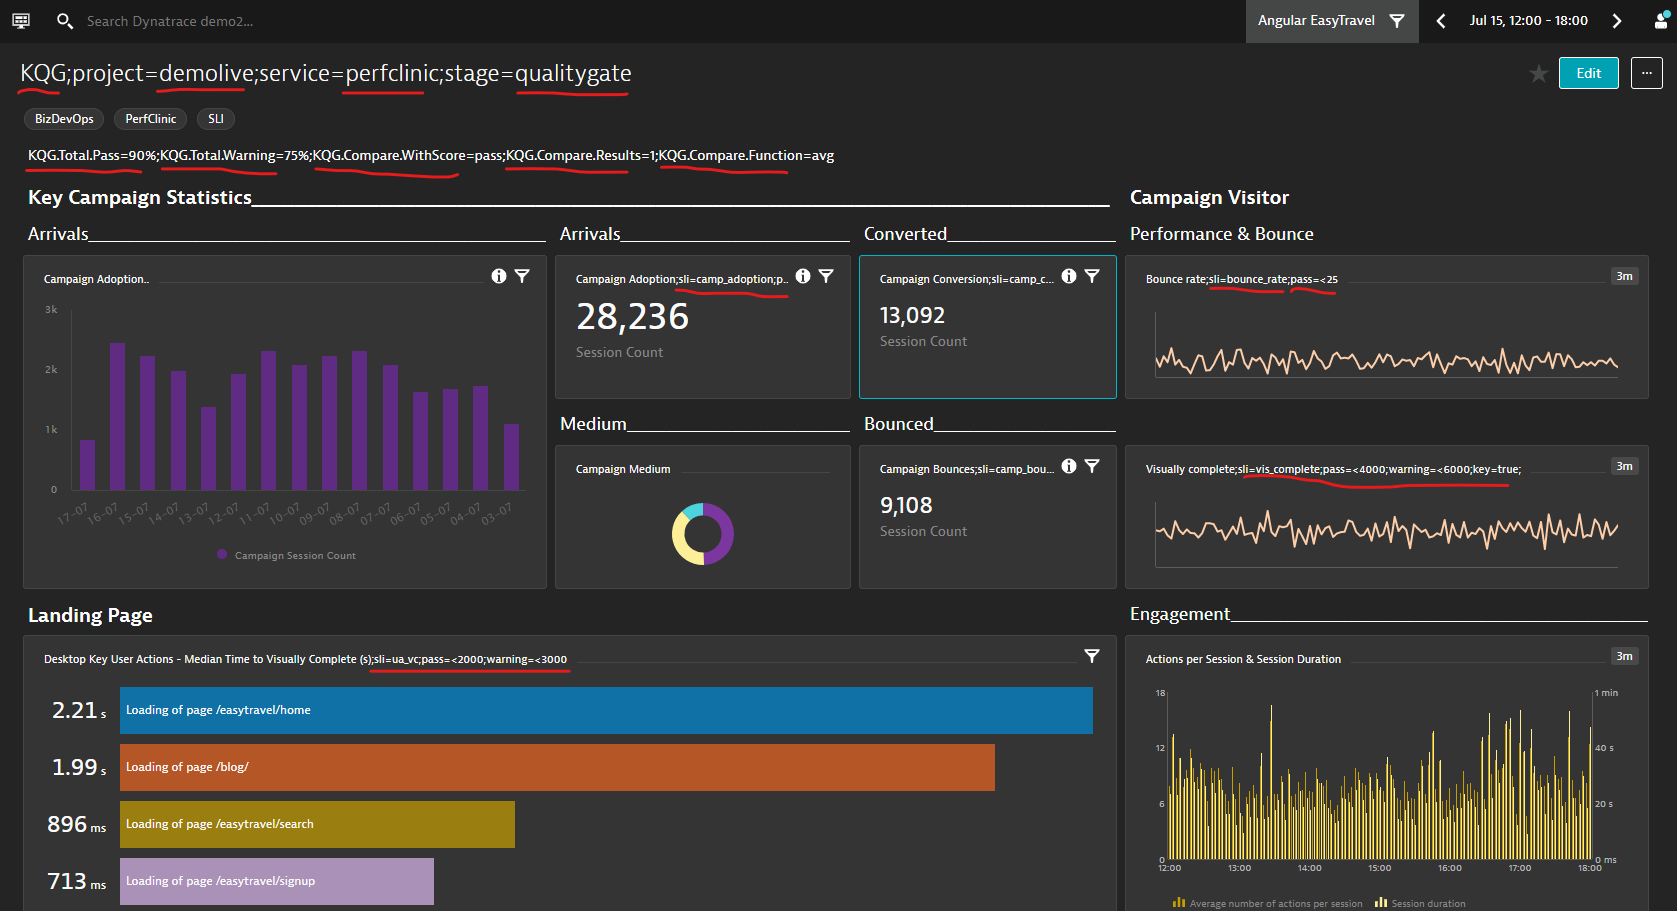 Search Dynatrace demo2...
Angular EasyTravel
Jul 15, 12:00 - 18:00
KQG;project=demolive;service=perfclinic;stage=qualitygate
Edit
...
BizDevOps PerfClinic SLI
KQG.Total.Pass=90%;KQG.Total.Warning=75%;KQG.Compare.WithScore=pass;KQG.Compare.Results=1;KQG.Compare.Function=avg
Key Campaign Statistics
Campaign Visitor
Arrivals
Arrivals
Converted
Performance & Bounce
Campaign Adoption..
3k
2k
1k
0
17-07 16-07 15-07 14-07 13-07 12-07 11-07 10-07 09-07 08-07 07-07 06-07 05-07 04-07 03-07
Campaign Session Count
Campaign Adoption;sli=camp_adoption;p..
28,236
Session Count
Campaign Conversion;sli=camp_c...
13,092
Session Count
Bounce rate;sli=bounce_rate;pass=<25
3m
Medium
Bounced
Campaign Medium
Campaign Bounces;sli=camp_bou...
9,108
Session Count
Visually complete;sli=vis_complete;pass=<4000;warning=<6000;key=true;
3m
Landing Page
Engagement
Desktop Key User Actions - Median Time to Visually Complete (s);sli=ua_vc;pass=<2000;warning=<3000
2.21 s Loading of page /easytravel/home
1.99 s Loading of page /blog/
896 ms Loading of page /easytravel/search
713 ms Loading of page /easytravel/signup
Actions per Session & Session Duration
3m
18 1 min
12 40 s
6 20 s
0 0 ms
12:00 13:00 14:00 15:00 16:00 17:00 18:00
Average number of actions per session Session duration